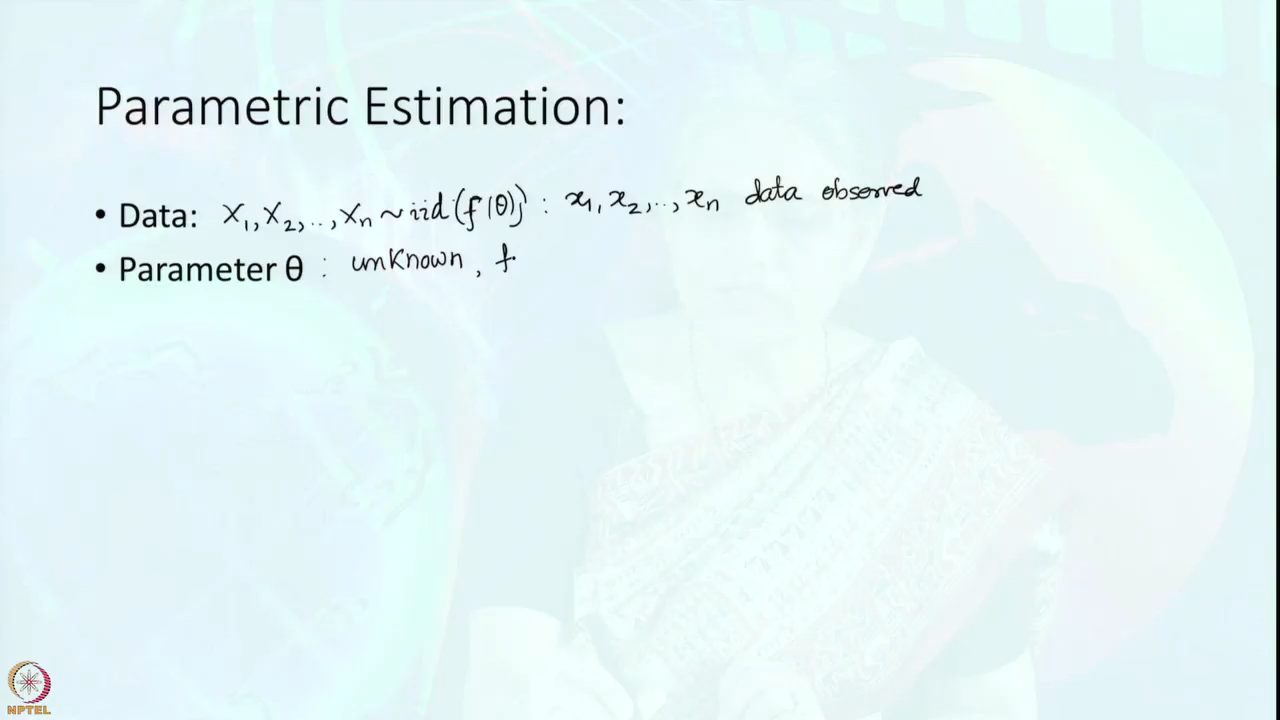 Parametric Estimation:
• Data: X₁, X₂, .., Xₙ ~ iid (f|θ) : x₁, x₂, .., xₙ data observed
• Parameter θ : unknown, f
NPTEL